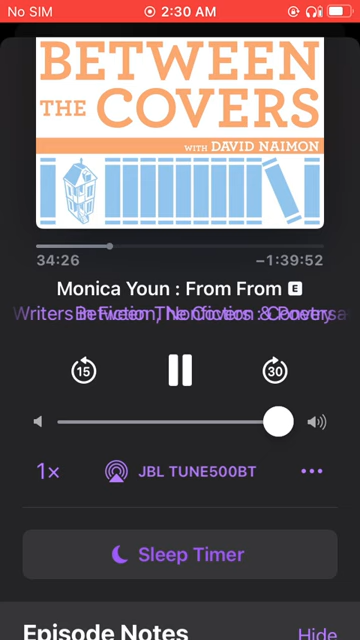 No SIM
2:30 AM
BETWEEN
THE COVERS
WITH DAVID NAIMON
34:26
−1:39:52
Monica Youn : From From E
15
30
1×
JBL TUNE500BT
Sleep Timer
Episode Notes
Hide